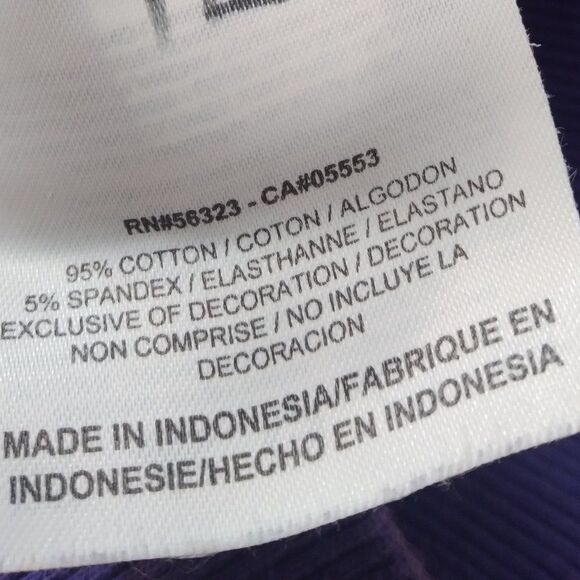 RN#56323 - CA#05553
95% COTTON / COTON / ALGODON
5% SPANDEX / ELASTHANNE / ELASTANO
EXCLUSIVE OF DECORATION / DECORATION
NON COMPRISE / NO INCLUYE LA
DECORACION
MADE IN INDONESIA/FABRIQUE EN
INDONESIE/HECHO EN INDONESIA